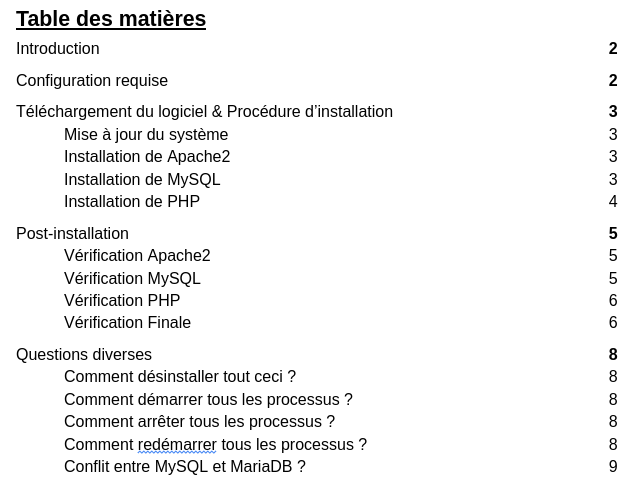 Table des matières
Introduction 2
Configuration requise 2
Téléchargement du logiciel & Procédure d’installation 3
Mise à jour du système 3
Installation de Apache2 3
Installation de MySQL 3
Installation de PHP 4
Post-installation 5
Vérification Apache2 5
Vérification MySQL 5
Vérification PHP 6
Vérification Finale 6
Questions diverses 8
Comment désinstaller tout ceci ? 8
Comment démarrer tous les processus ? 8
Comment arrêter tous les processus ? 8
Comment redémarrer tous les processus ? 8
Conflit entre MySQL et MariaDB ? 9